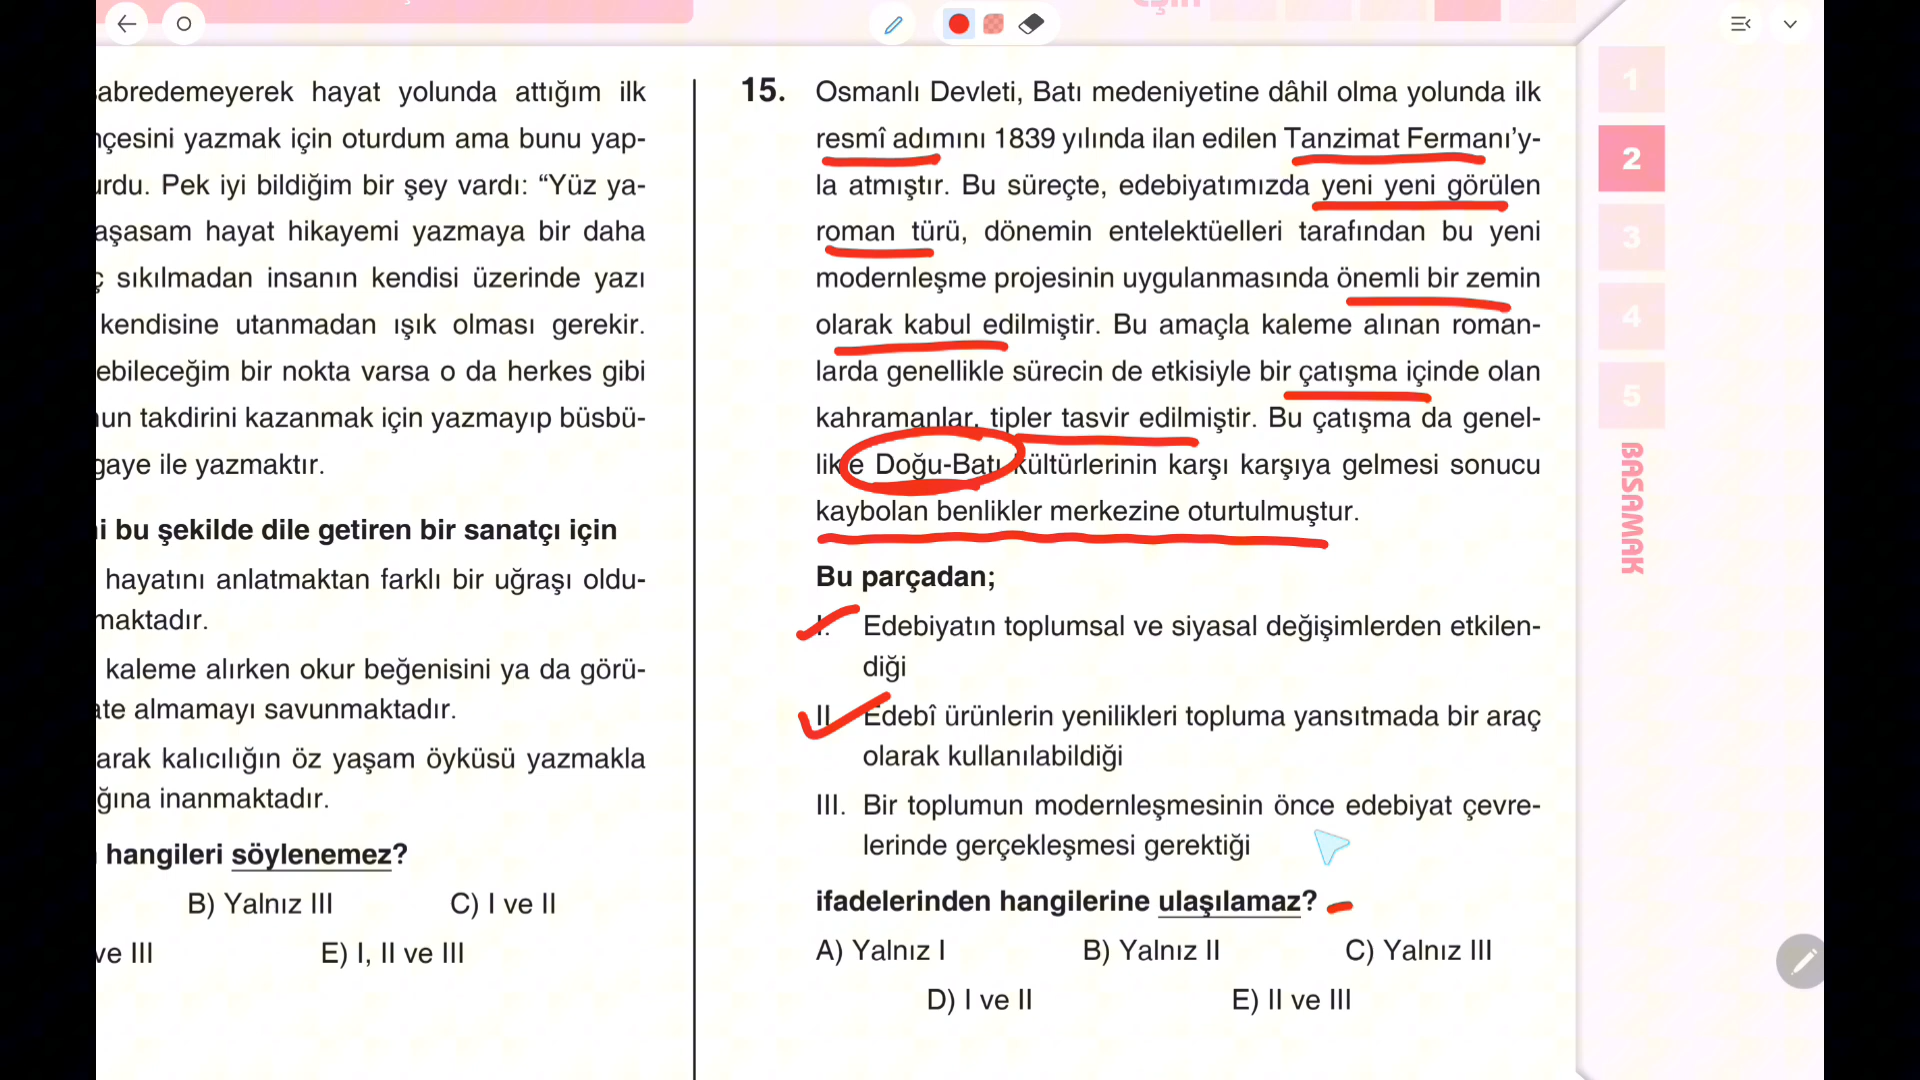 abredemeyerek hayat yolunda attığım ilk
çesini yazmak için oturdum ama bunu yap-
rdu. Pek iyi bildiğim bir şey vardı: “Yüz ya-
aşasam hayat hikayemi yazmaya bir daha
sıkılmadan insanın kendisi üzerinde yazı
kendisine utanmadan ışık olması gerekir.
ebileceğim bir nokta varsa o da herkes gibi
un takdirini kazanmak için yazmayıp büsbü-
gaye ile yazmaktır.
i bu şekilde dile getiren bir sanatçı için
hayatını anlatmaktan farklı bir uğraşı oldu-
maktadır.
kaleme alırken okur beğenisini ya da görü-
ate almamayı savunmaktadır.
arak kalıcılığın öz yaşam öyküsü yazmakla
ğına inanmaktadır.
hangileri söylenemez?
B) Yalnız III C) I ve II
ve III E) I, II ve III
15. Osmanlı Devleti, Batı medeniyetine dâhil olma yolunda ilk
resmî adımını 1839 yılında ilan edilen Tanzimat Fermanı’y-
la atmıştır. Bu süreçte, edebiyatımızda yeni yeni görülen
roman türü, dönemin entelektüelleri tarafından bu yeni
modernleşme projesinin uygulanmasında önemli bir zemin
olarak kabul edilmiştir. Bu amaçla kaleme alınan roman-
larda genellikle sürecin de etkisiyle bir çatışma içinde olan
kahramanlar, tipler tasvir edilmiştir. Bu çatışma da genel-
likle Doğu-Batı kültürlerinin karşı karşıya gelmesi sonucu
kaybolan benlikler merkezine oturtulmuştur.
Bu parçadan;
I. Edebiyatın toplumsal ve siyasal değişimlerden etkilen-
diği
II. Edebî ürünlerin yenilikleri topluma yansıtmada bir araç
olarak kullanılabildiği
III. Bir toplumun modernleşmesinin önce edebiyat çevre-
lerinde gerçekleşmesi gerektiği
ifadelerinden hangilerine ulaşılamaz?
A) Yalnız I B) Yalnız II C) Yalnız III
D) I ve II E) II ve III
1
2
3
4
5
BASAMAK